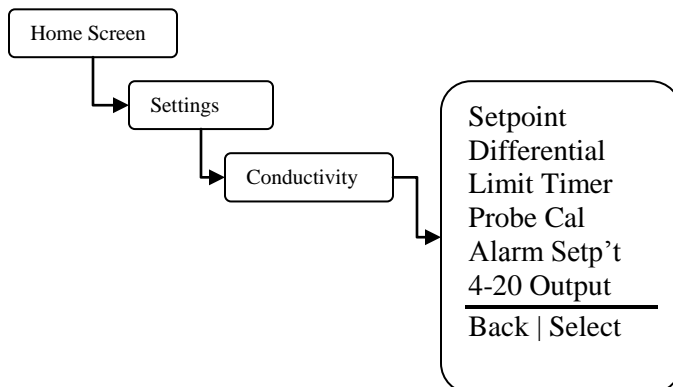 Home Screen
Settings
Conductivity
Setpoint
Differential
Limit Timer
Probe Cal
Alarm Setp’t
4-20 Output
Back | Select